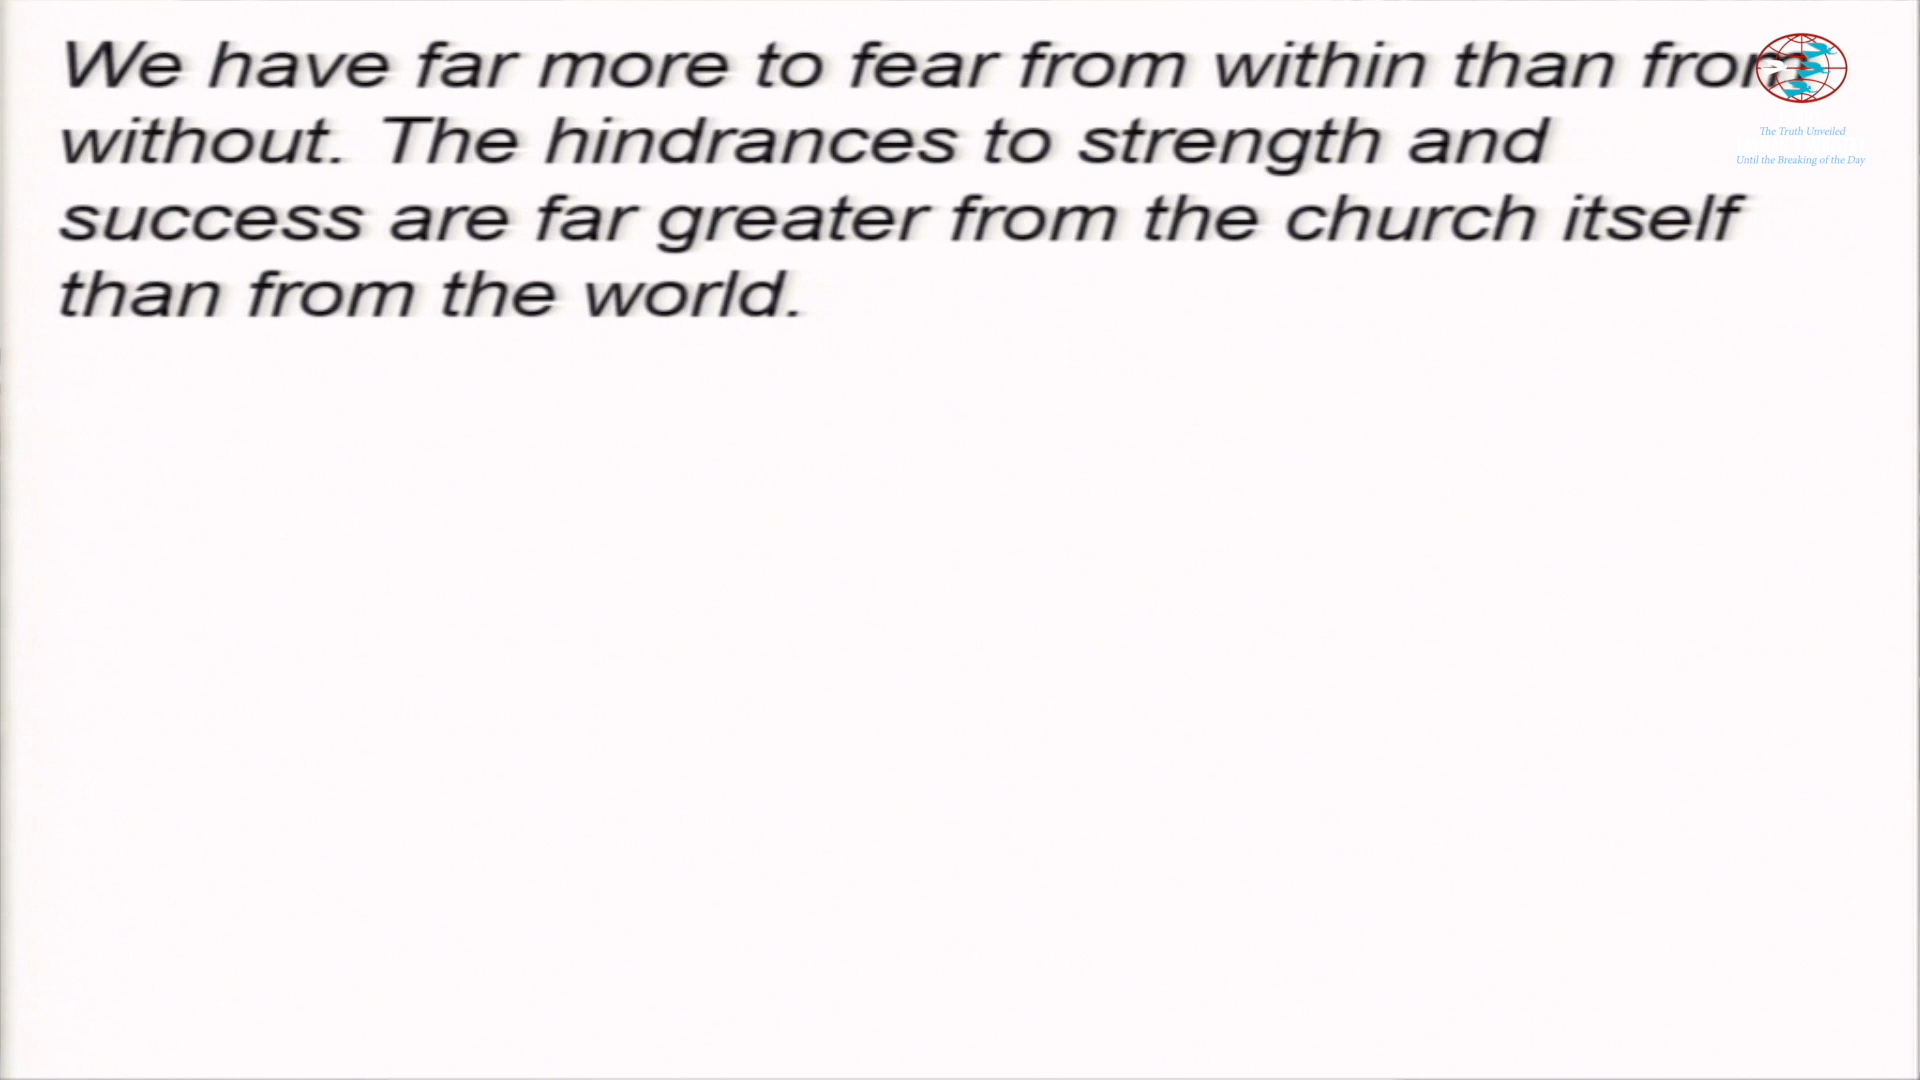 We have far more to fear from within than from
without. The hindrances to strength and
success are far greater from the church itself
than from the world.
The Truth Unveiled
Until the Breaking of the Day